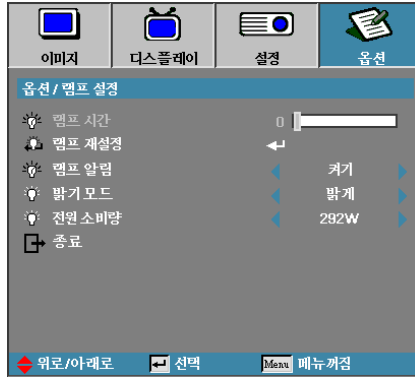 이미지 디스플레이 설정 옵션
옵션 / 램프 설정
램프 시간 0
램프 재설정
램프 알림 켜기
밝기 모드 밝게
전원 소비량 292W
종료
위로/아래로 선택 Menu 메뉴꺼짐